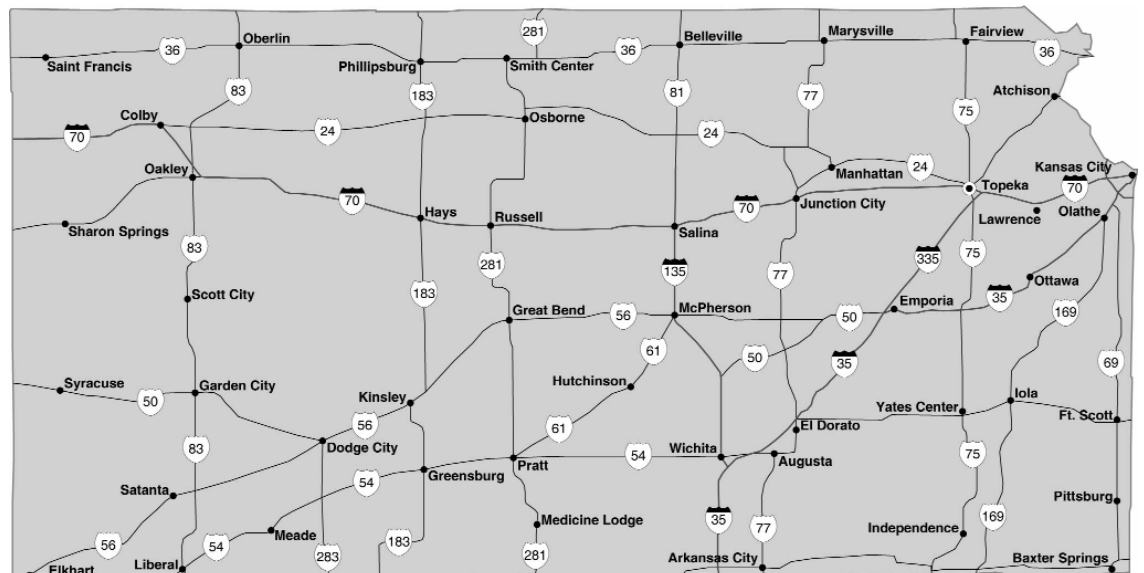 281
36
Oberlin
Belleville
Marysville
Fairview
36
Saint Francis
Phillipsburg
Smith Center
36
83
183
81
77
Atchison
Colby
75
70
24
Osborne
24
Kansas City
Oakley
Manhattan
24
70
70
Hays
Russell
70
Junction City
Topeka
Lawrence
Olathe
Sharon Springs
Salina
83
281
135
77
335
75
183
Scott City
Ottawa
Emporia
35
Great Bend
56
McPherson
50
169
61
50
35
69
Syracuse
Garden City
Hutchinson
50
Kinsley
Yates Center
Iola
56
61
El Dorato
Ft. Scott
83
Dodge City
Wichita
54
Augusta
75
Greensburg
Pratt
54
Satanta
Pittsburg
35
169
Medicine Lodge
77
Independence
Meade
56
54
183
283
281
Elkhart
Liberal
Arkansas City
Baxter Springs